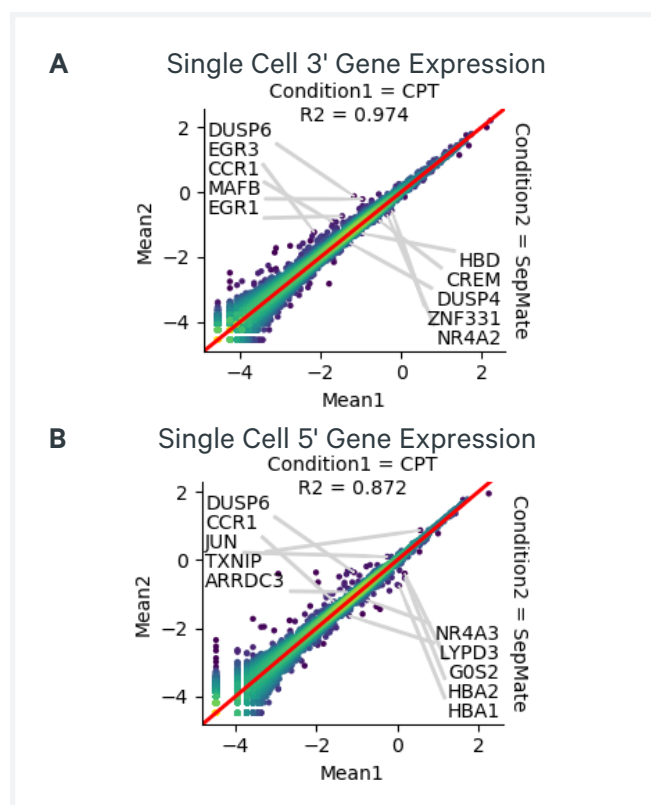 A
Single Cell 3' Gene Expression
Condition1 = CPT
R2 = 0.974
DUSP6
EGR3
CCR1
MAFB
EGR1
HBD
CREM
DUSP4
ZNF331
NR4A2
Condition2 = SepMate
Mean2
2
0
−2
−4
−4 −2 0 2
Mean1
B
Single Cell 5' Gene Expression
Condition1 = CPT
R2 = 0.872
DUSP6
CCR1
JUN
TXNIP
ARRDC3
NR4A3
LYPD3
G0S2
HBA2
HBA1
Condition2 = SepMate
Mean2
2
0
−2
−4
−4 −2 0 2
Mean1